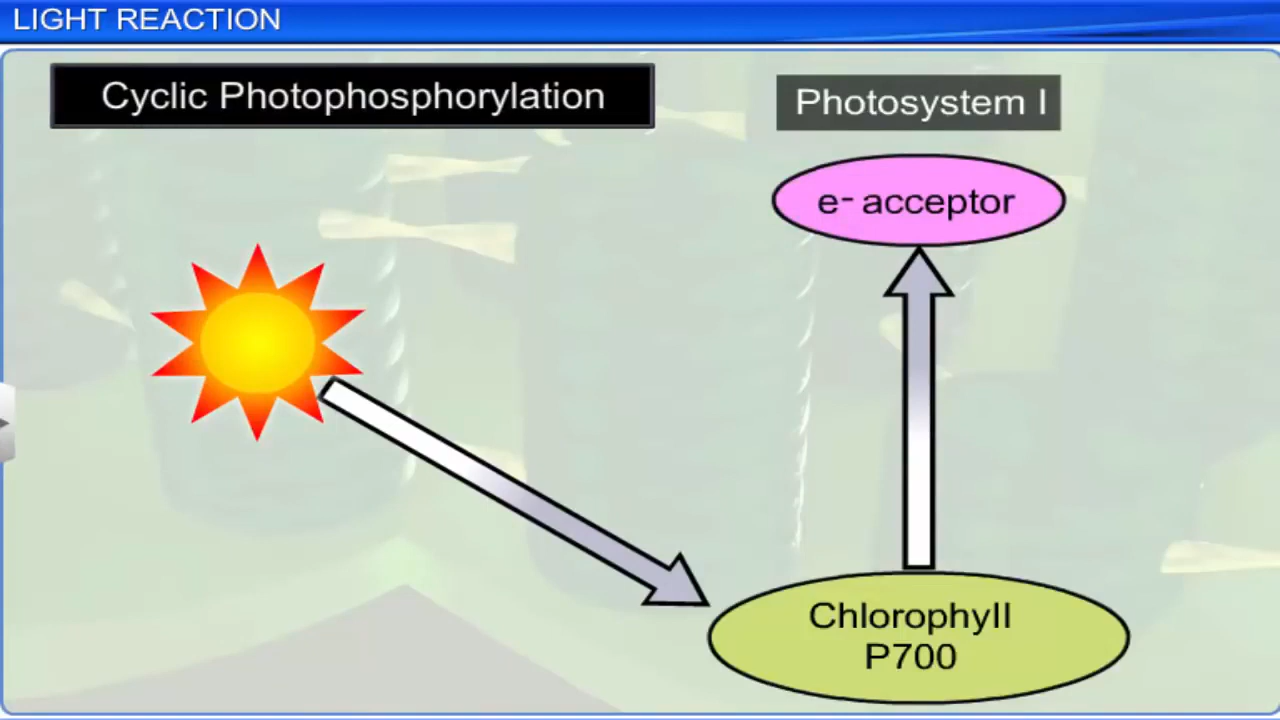 LIGHT REACTION
Cyclic Photophosphorylation
Photosystem I
e- acceptor
Chlorophyll
P700